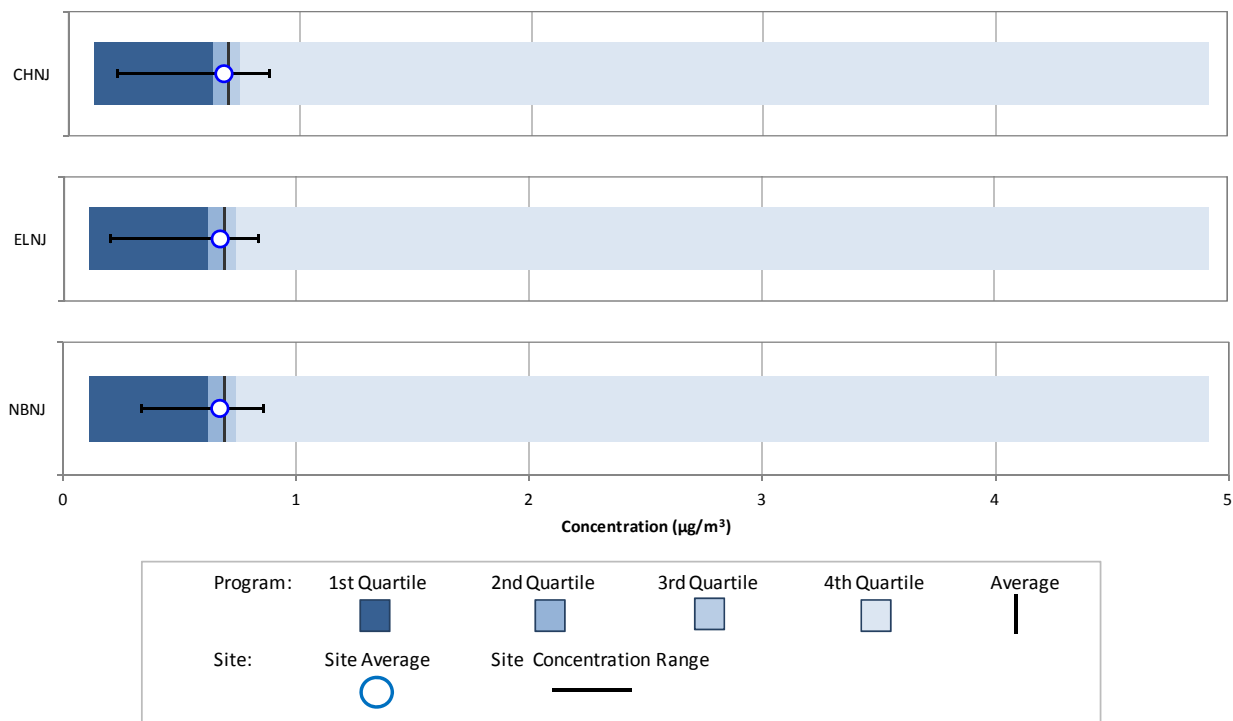 CHNJ
ELNJ
NBNJ
0 1 2 3 4 5
Concentration (µg/m³)
Program: 1st Quartile 2nd Quartile 3rd Quartile 4th Quartile Average
Site: Site Average Site Concentration Range